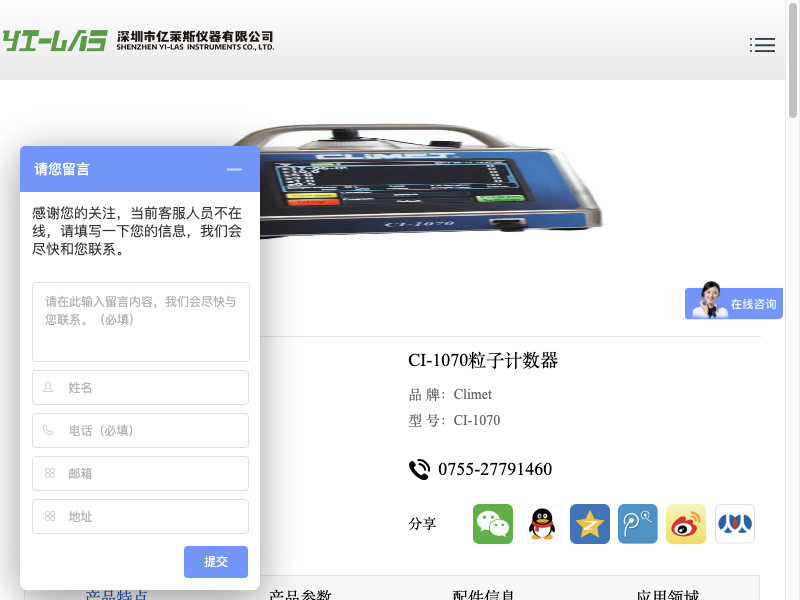 YI-LAS 深圳市亿莱斯仪器有限公司
SHENZHEN YI-LAS INSTRUMENTS CO., LTD.
CLIMET
CI-1070
请您留言
感谢您的关注，当前客服人员不在
线，请填写一下您的信息，我们会
尽快和您联系。
请在此输入留言内容，我们会尽快与
您联系。（必填）
姓名
电话（必填）
邮箱
地址
提交
在线咨询
CI-1070粒子计数器
品 牌：Climet
型 号：CI-1070
0755-27791460
分享
产品特点 产品参数 配件信息 应用领域